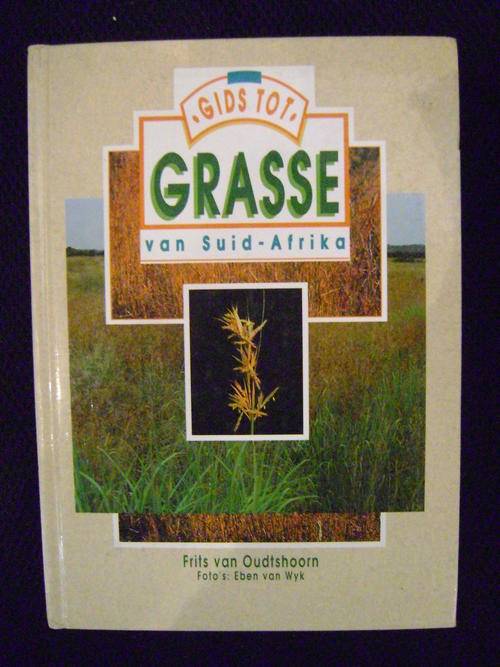 GIDS TOT
GRASSE
van Suid-Afrika
Frits van Oudtshoorn
Foto's: Eben van Wyk